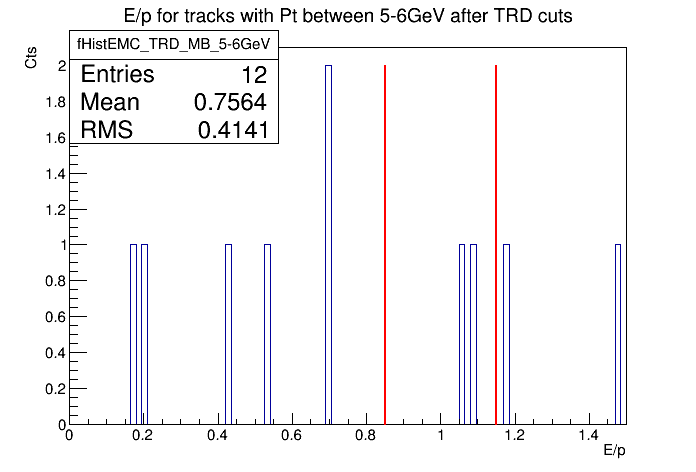 E/p for tracks with Pt between 5-6GeV after TRD cuts
fHistEMC_TRD_MB_5-6GeV
Entries 12
Mean 0.7564
RMS 0.4141
Cts
2
1.8
1.6
1.4
1.2
1
0.8
0.6
0.4
0.2
0
0 0.2 0.4 0.6 0.8 1 1.2 1.4
E/p